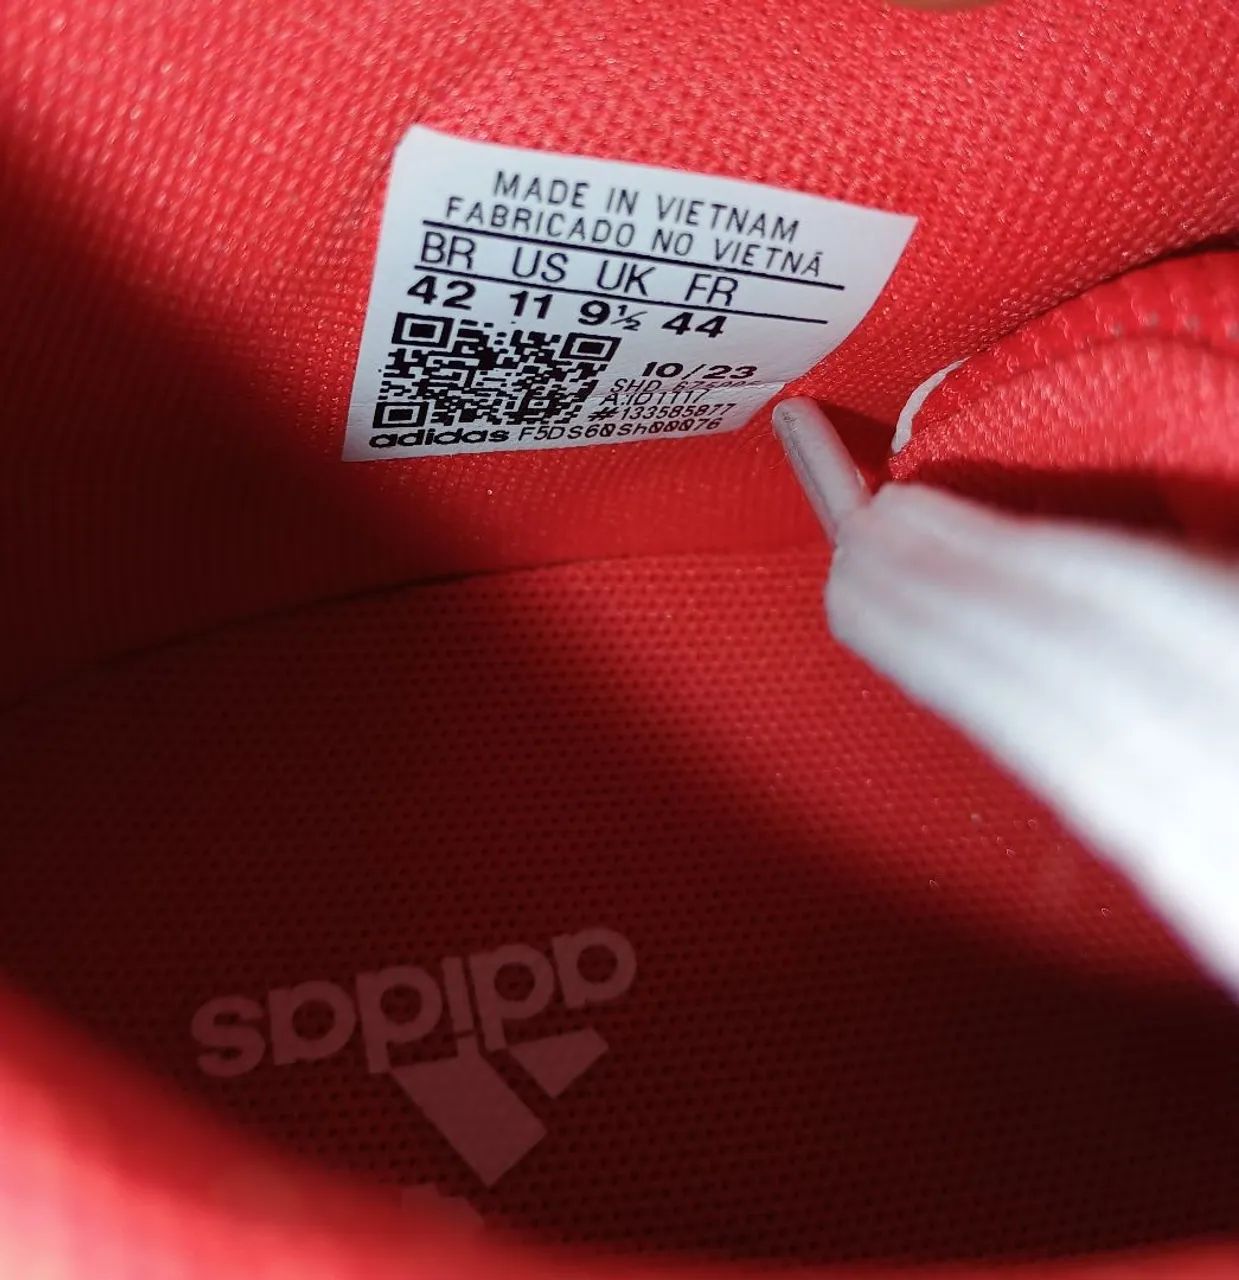 MADE IN VIETNAM
FABRICADO NO VIETNÃ
BR US UK FR
42 11 9½ 44
10/23
SHD
A.ID1117
#133585877
adidas F5DS60Sh00076
adidas